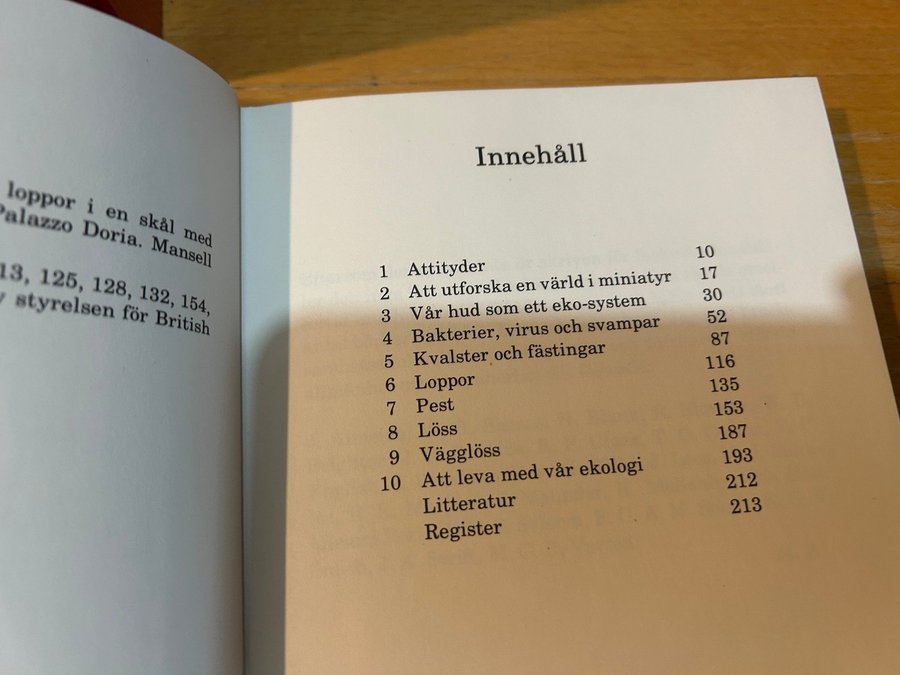 loppor i en skål med
Palazzo Doria. Mansell
13, 125, 128, 132, 154,
styrelsen för British
Innehåll
1 Attityder 10
2 Att utforska en värld i miniatyr 17
3 Vår hud som ett eko-system 30
4 Bakterier, virus och svampar 52
5 Kvalster och fästingar 87
6 Loppor 116
7 Pest 135
8 Löss 153
9 Vägglöss 187
10 Att leva med vår ekologi 193
Litteratur 212
Register 213